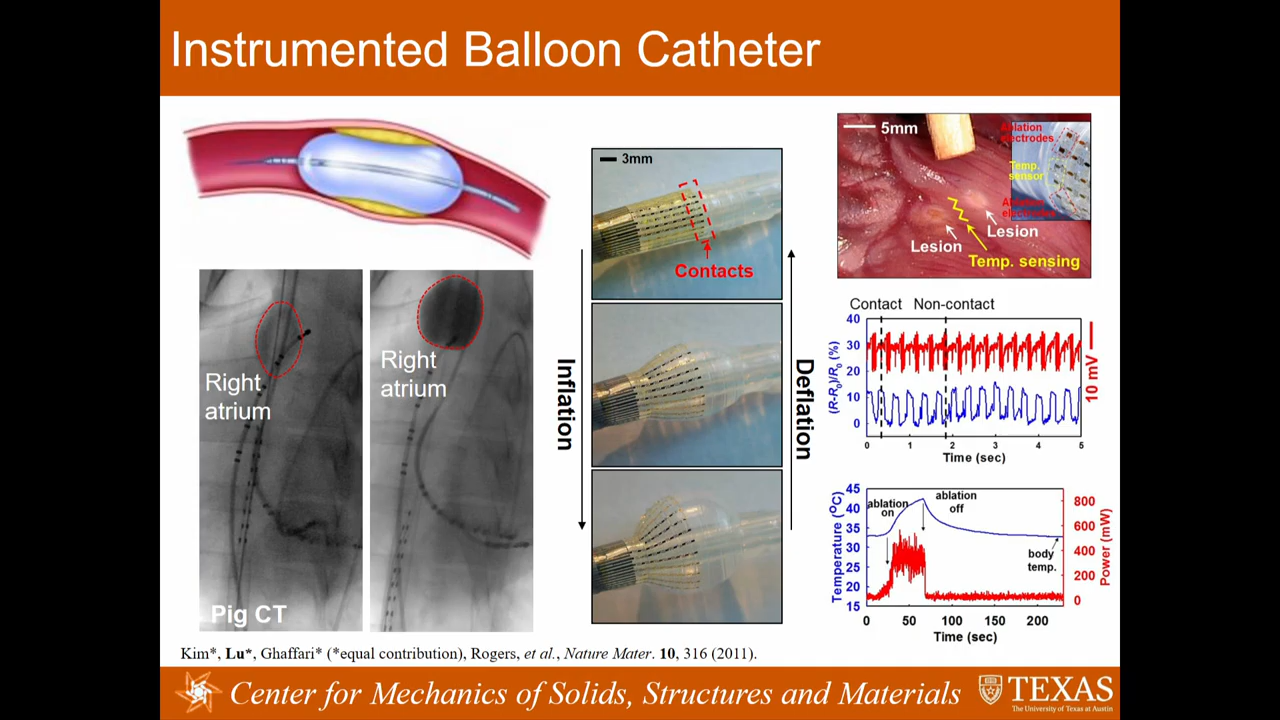 Instrumented Balloon Catheter
Right
atrium
Right
atrium
Pig CT
Inflation
3mm
Contacts
Deflation
5mm
Ablation
electrodes
Temp.
sensor
Ablation
electrodes
Lesion
Lesion
Temp. sensing
Contact Non-contact
(R-R0)/R0 (%)
40
30
20
10
0
10 mV
0 1 2 3 4 5
Time (sec)
Temperature (°C)
45
40
35
30
25
20
15
ablation
on
ablation
off
body
temp.
800
600
400
200
0
Power (mW)
0 50 100 150 200
Time (sec)
Kim*, Lu*, Ghaffari* (*equal contribution), Rogers, et al., Nature Mater. 10, 316 (2011).
Center for Mechanics of Solids, Structures and Materials
TEXAS
The University of Texas at Austin